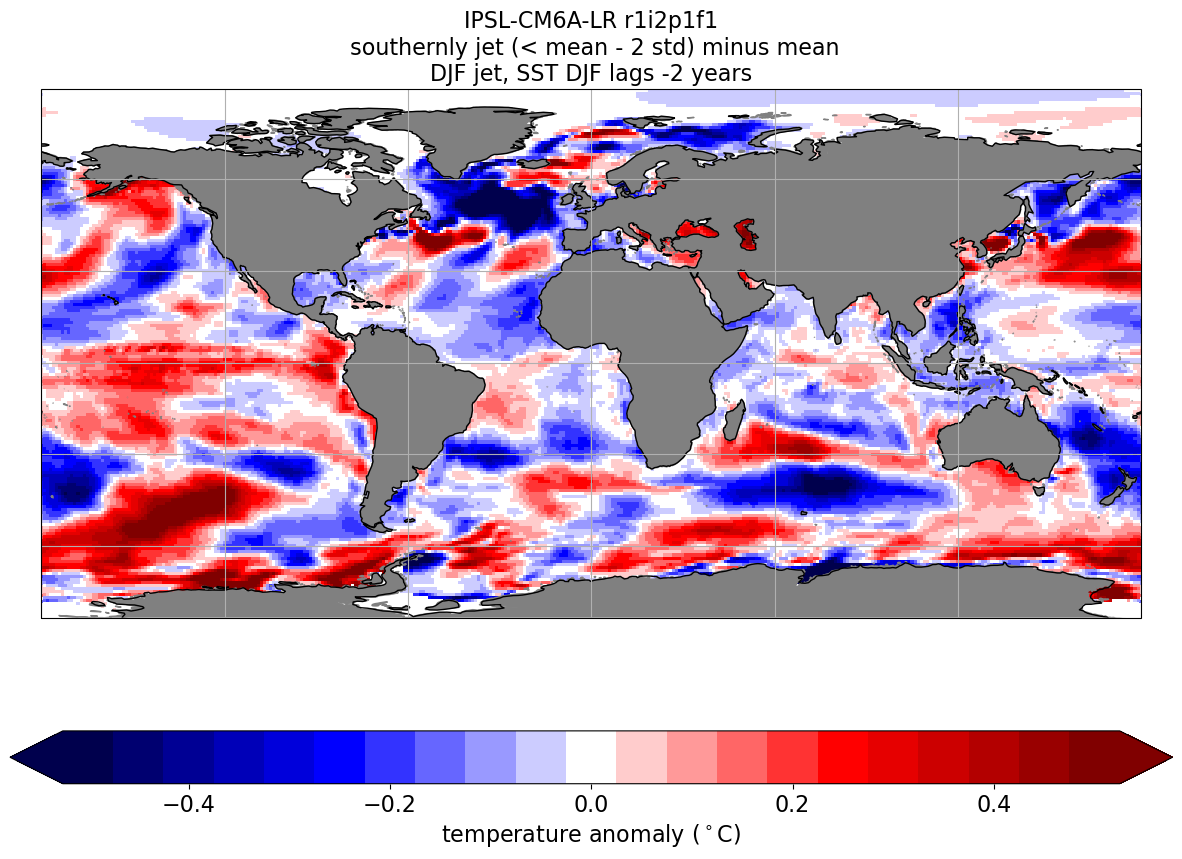 IPSL-CM6A-LR r1i2p1f1
southernly jet (< mean - 2 std) minus mean
DJF jet, SST DJF lags -2 years
−0.4 −0.2 0.0 0.2 0.4
temperature anomaly (°C)